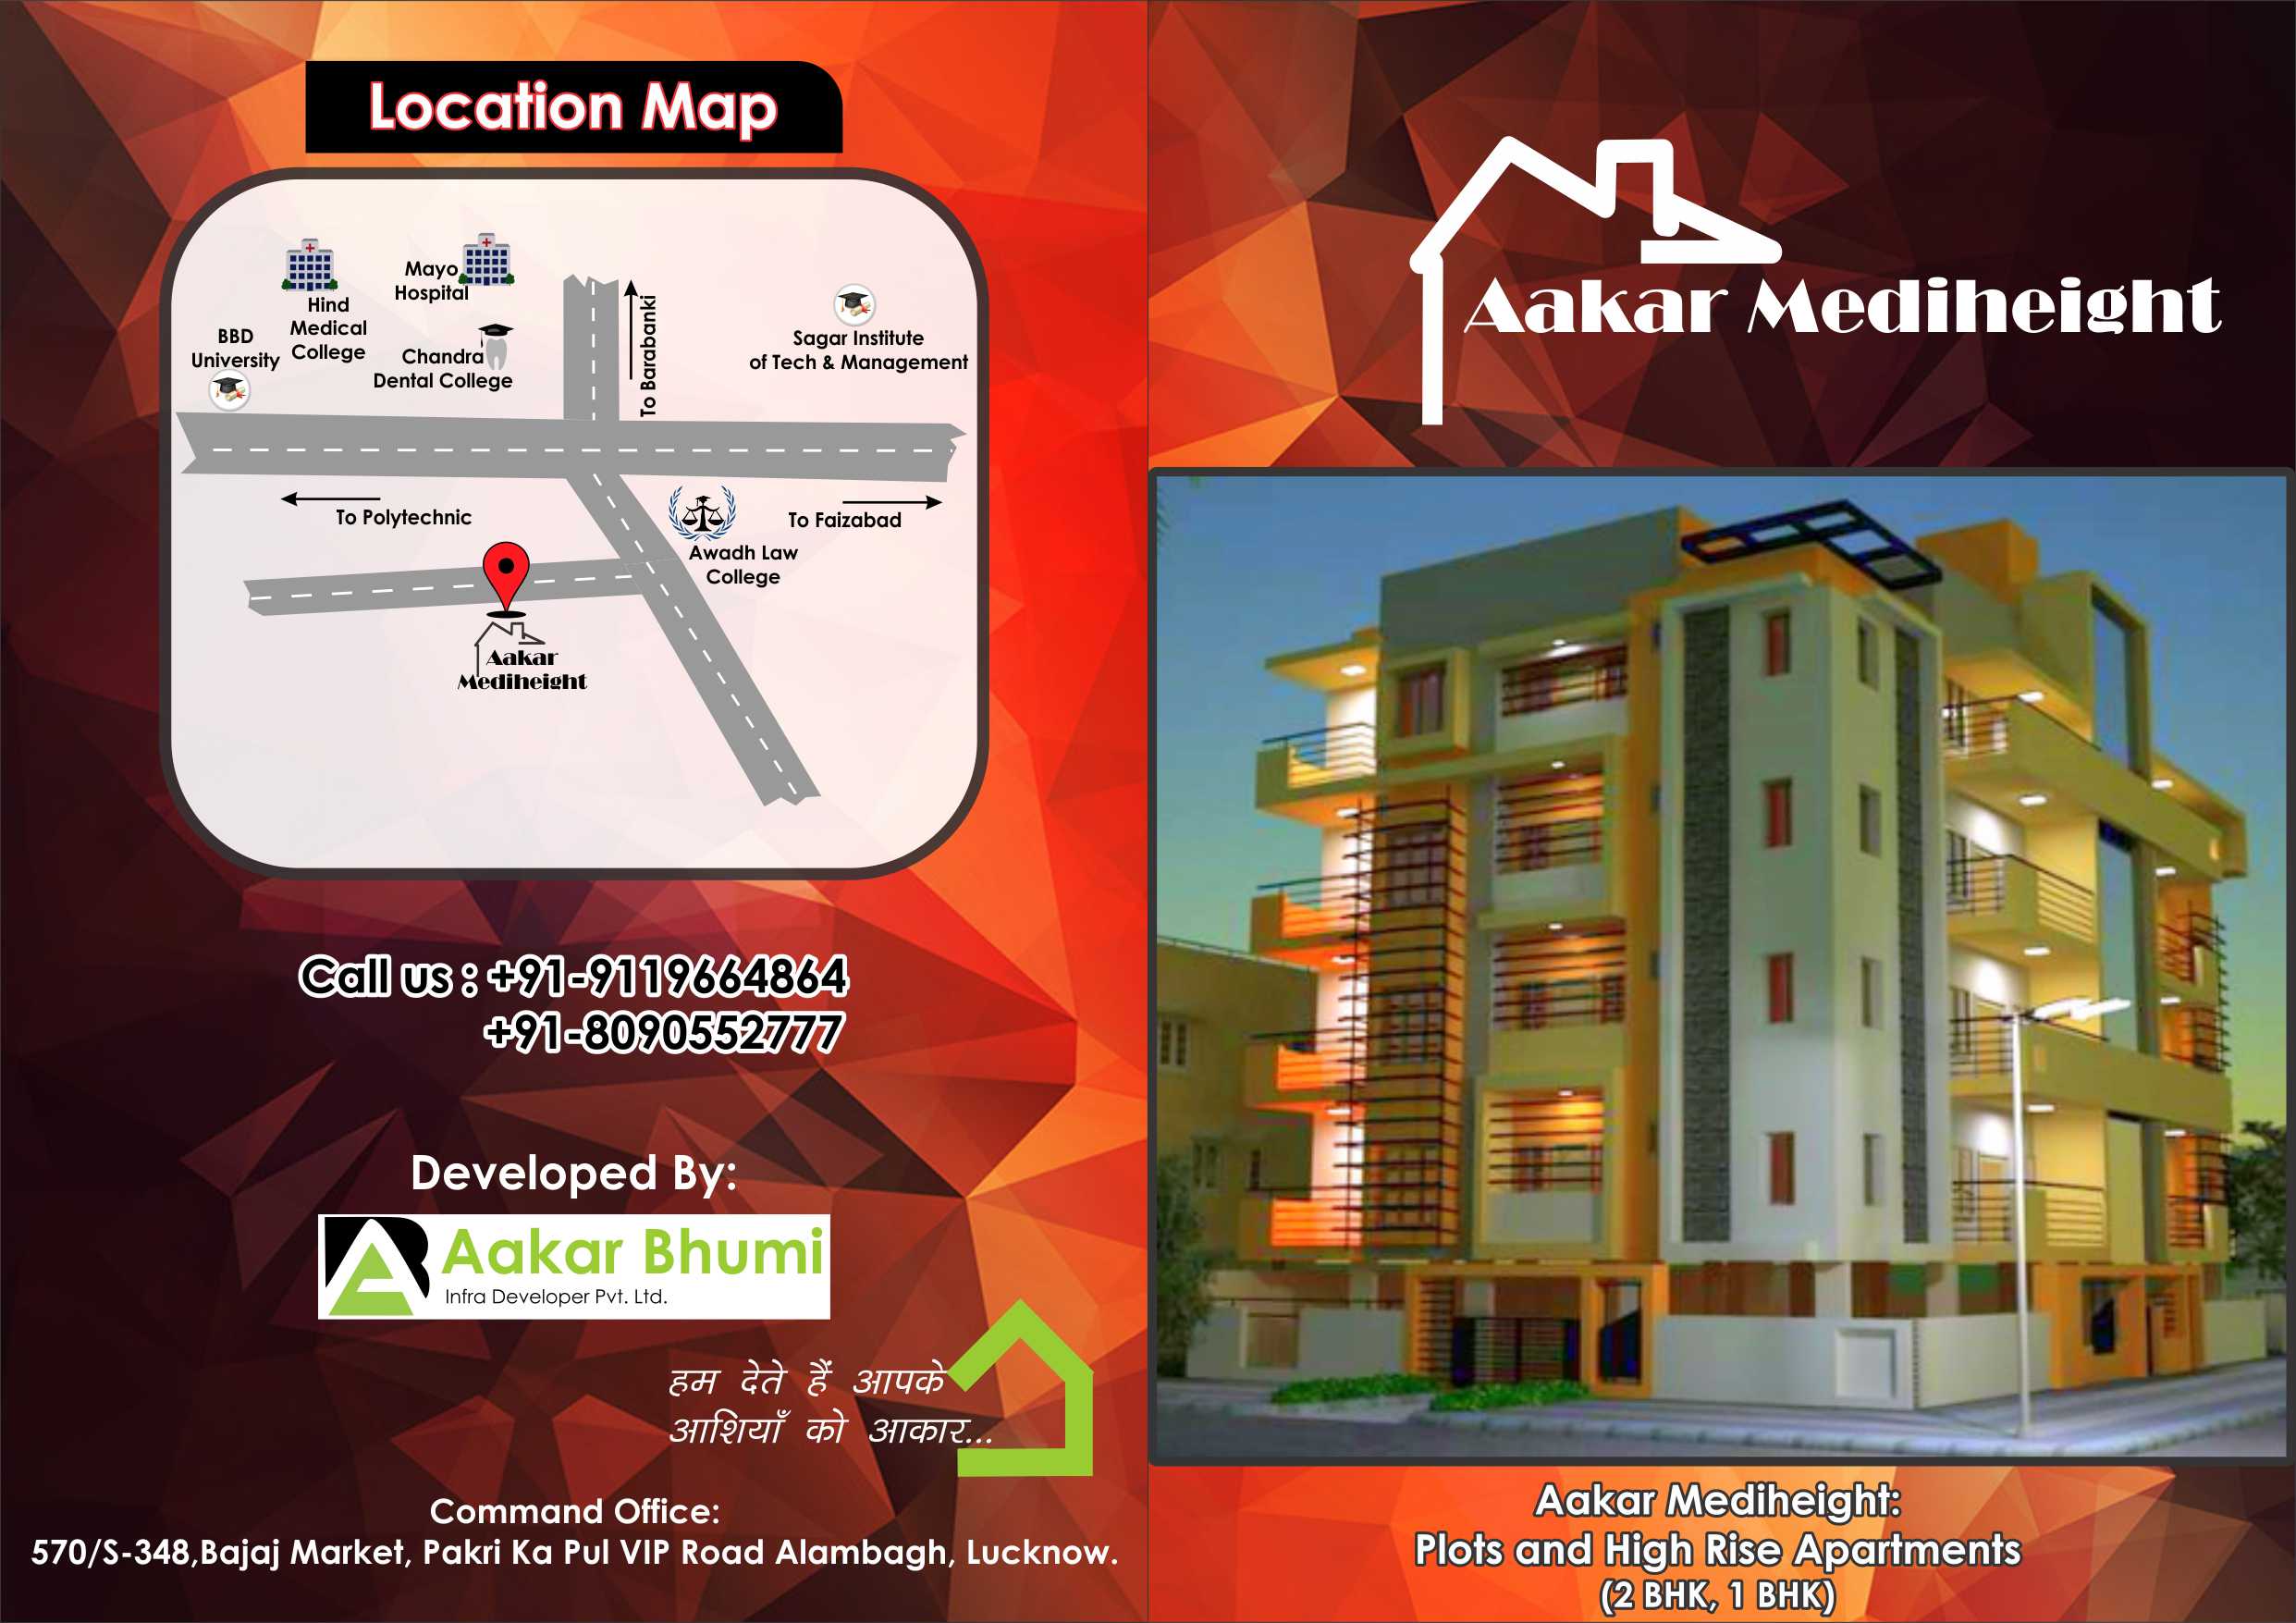 Location Map
Mayo
Hospital
Hind
Medical
College
BBD
University
Chandra
Dental College
To Barabanki
Sagar Institute
of Tech & Management
To Polytechnic
To Faizabad
Awadh Law
College
Aakar
Mediheight
Call us : +91-9119664864
+91-8090552777
Developed By:
Aakar Bhumi
Infra Developer Pvt. Ltd.
हम देते हैं आपके
आशियाँ को आकार...
Command Office:
570/S-348,Bajaj Market, Pakri Ka Pul VIP Road Alambagh, Lucknow.
Aakar Mediheight
Aakar Mediheight:
Plots and High Rise Apartments
(2 BHK, 1 BHK)